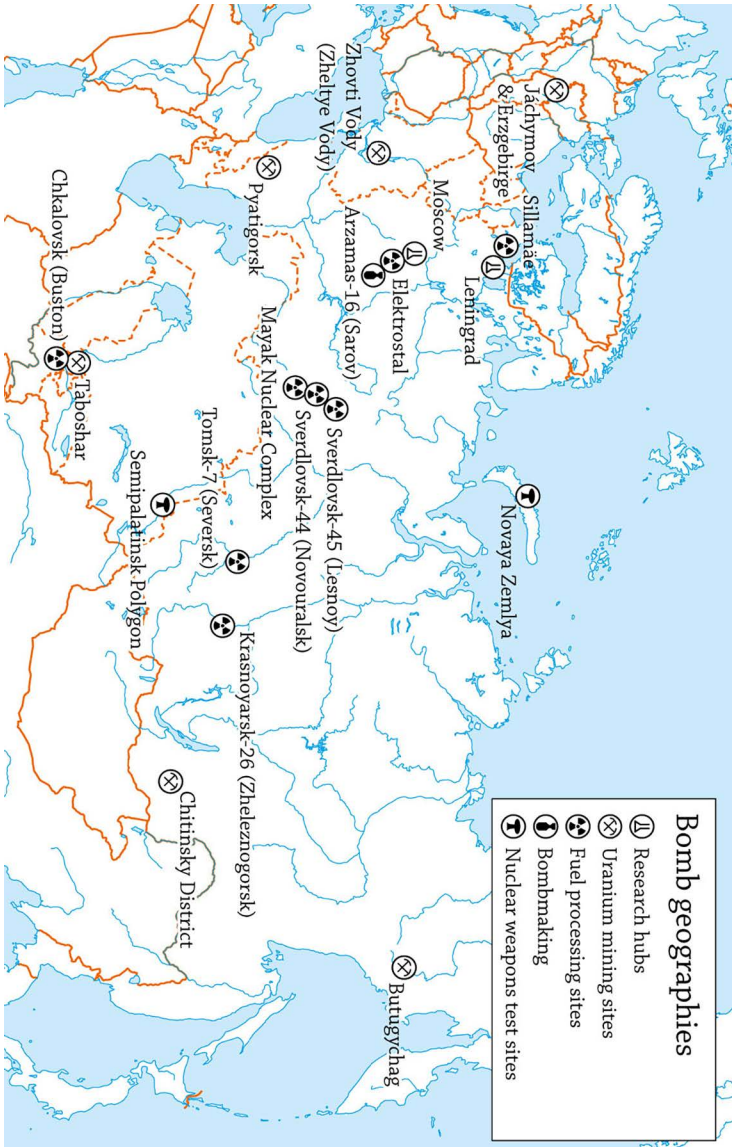 Bomb geographies
Research hubs
Uranium mining sites
Fuel processing sites
Bombmaking
Nuclear weapons test sites
Novaya Zemlya
Jáchymov
& Erzgebirge
Sillamäe
Leningrad
Moscow
Elektrostal
Arzamas-16 (Sarov)
Zhovti Vody
(Zheltye Vody)
Pyatigorsk
Sverdlovsk-45 (Lesnoy)
Sverdlovsk-44 (Novouralsk)
Mayak Nuclear Complex
Tomsk-7 (Seversk)
Krasnoyarsk-26 (Zheleznogorsk)
Butugychag
Chitinsky District
Semipalatinsk Polygon
Taboshar
Chkalovsk (Buston)